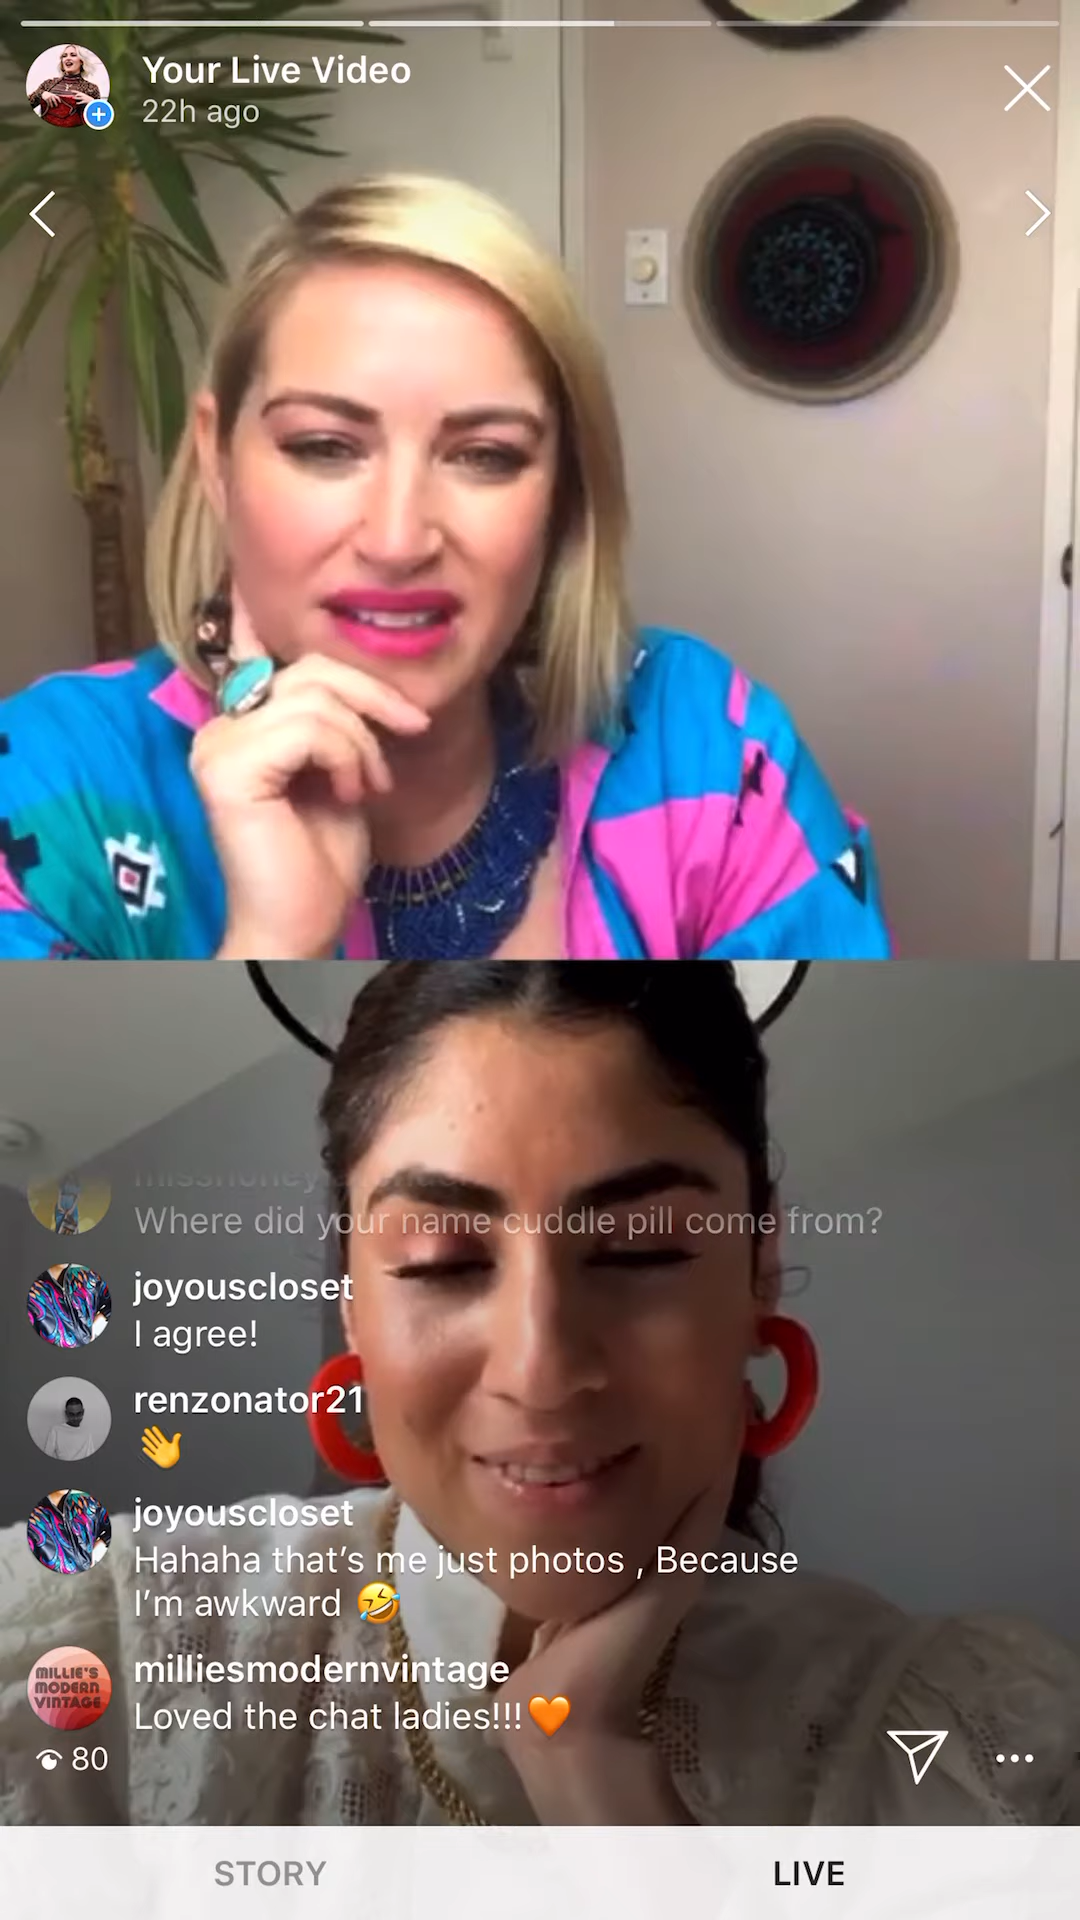 Your Live Video
22h ago
Where did your name cuddle pill come from?
joyouscloset
I agree!
renzonator21
👋
joyouscloset
Hahaha that’s me just photos , Because
I’m awkward 🤣
MILLIE'S
MODERN
VINTAGE
milliesmodernvintage
Loved the chat ladies!!!🧡
80
STORY
LIVE